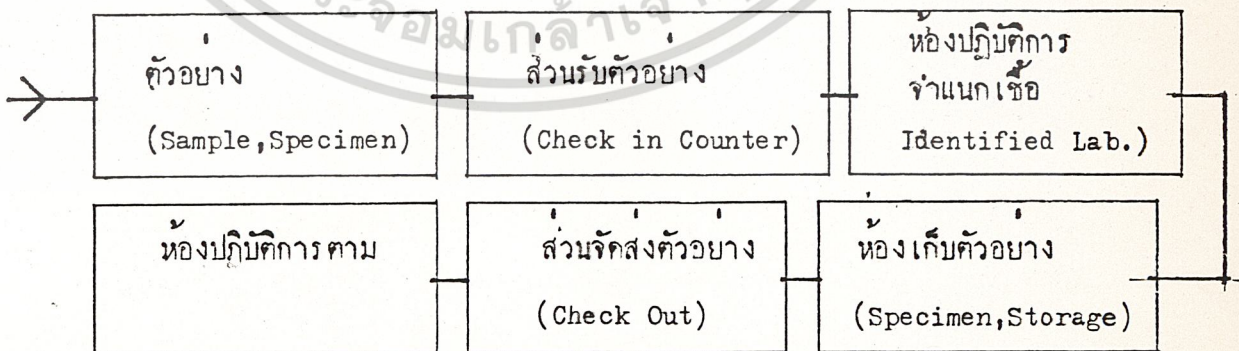 ตัวอย่าง
(Sample,Specimen)
ส่วนรับตัวอย่าง
(Check in Counter)
ห้องปฏิบัติการ
จำแนกเชื้อ
Identified Lab.)
ห้องเก็บตัวอย่าง
(Specimen,Storage)
ส่วนจัดส่งตัวอย่าง
(Check Out)
ห้องปฏิบัติการตาม